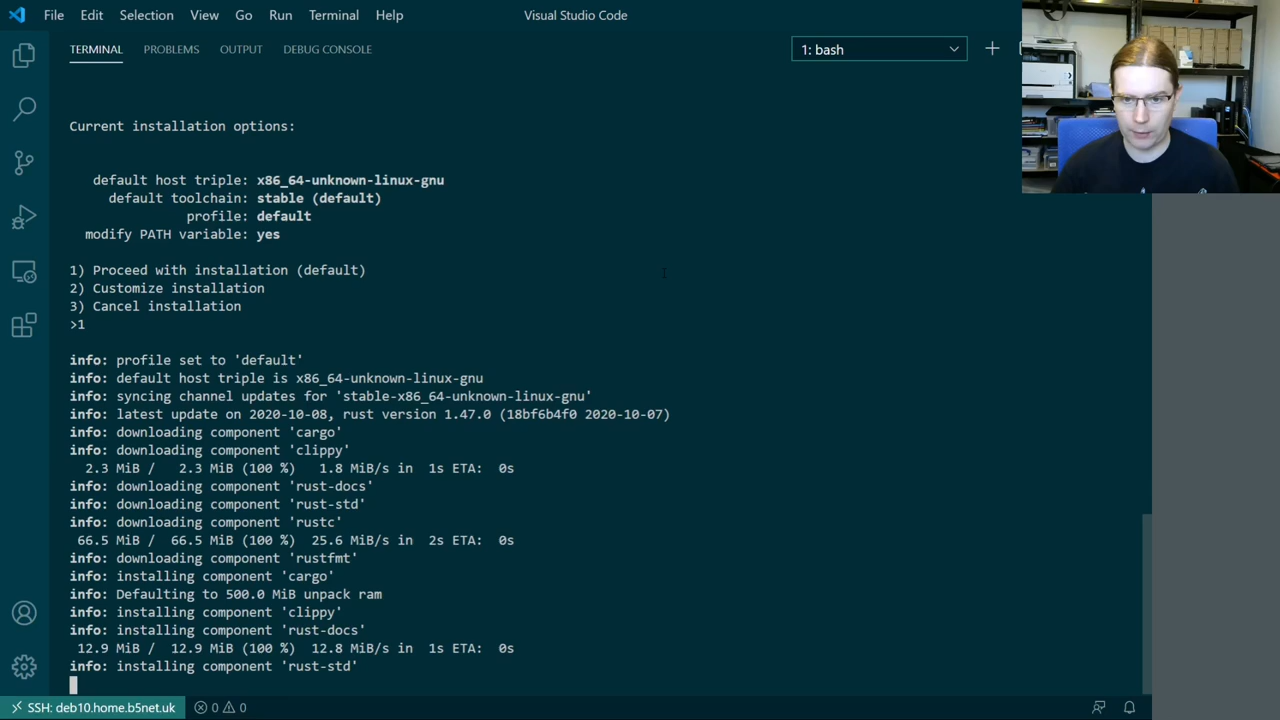 File Edit Selection View Go Run Terminal Help Visual Studio Code
TERMINAL PROBLEMS OUTPUT DEBUG CONSOLE 1: bash
Current installation options:
default host triple: x86_64-unknown-linux-gnu
default toolchain: stable (default)
profile: default
modify PATH variable: yes
1) Proceed with installation (default)
2) Customize installation
3) Cancel installation
>1
info: profile set to 'default'
info: default host triple is x86_64-unknown-linux-gnu
info: syncing channel updates for 'stable-x86_64-unknown-linux-gnu'
info: latest update on 2020-10-08, rust version 1.47.0 (18bf6b4f0 2020-10-07)
info: downloading component 'cargo'
info: downloading component 'clippy'
2.3 MiB / 2.3 MiB (100 %) 1.8 MiB/s in 1s ETA: 0s
info: downloading component 'rust-docs'
info: downloading component 'rust-std'
info: downloading component 'rustc'
66.5 MiB / 66.5 MiB (100 %) 25.6 MiB/s in 2s ETA: 0s
info: downloading component 'rustfmt'
info: installing component 'cargo'
info: Defaulting to 500.0 MiB unpack ram
info: installing component 'clippy'
info: installing component 'rust-docs'
12.9 MiB / 12.9 MiB (100 %) 12.8 MiB/s in 1s ETA: 0s
info: installing component 'rust-std'
SSH: deb10.home.b5net.uk 0 0